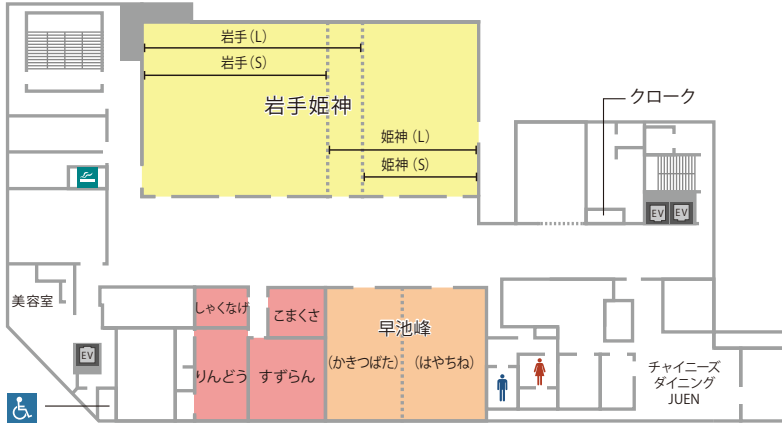 岩手(L)
岩手(S)
岩手姫神
姫神(L)
姫神(S)
クローク
EV
EV
美容室
しゃくなげ
こまくさ
早池峰
(かきつばた)
(はやちね)
EV
りんどう
すずらん
チャイニーズ
ダイニング
JUEN